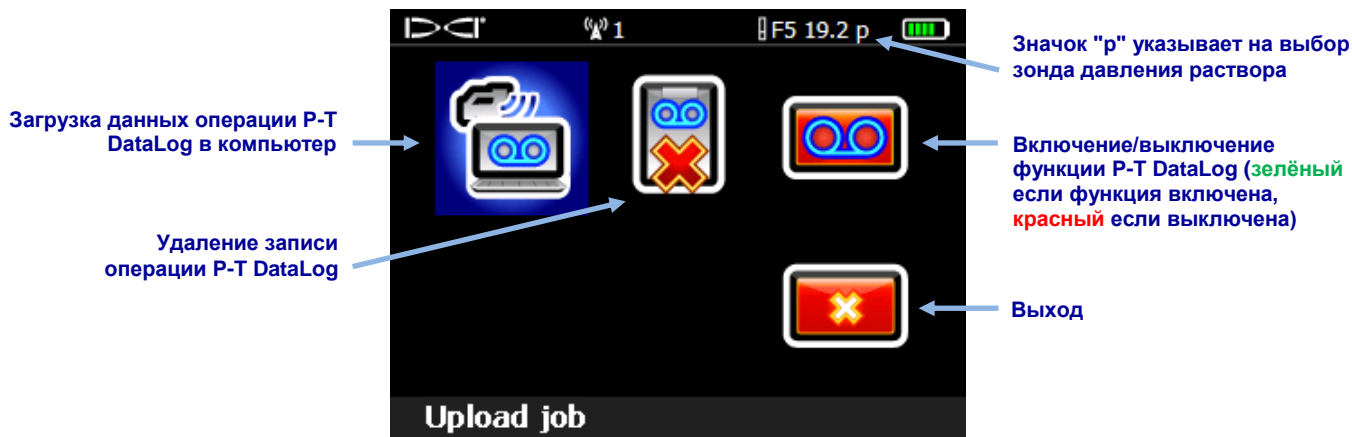 DCI
1
F5 19.2 p
Значок "p" указывает на выбор
зонда давления раствора
Загрузка данных операции P-T
DataLog в компьютер
Включение/выключение
функции P-T DataLog (зелёный
если функция включена,
красный если выключена)
Удаление записи
операции P-T DataLog
Выход
Upload job